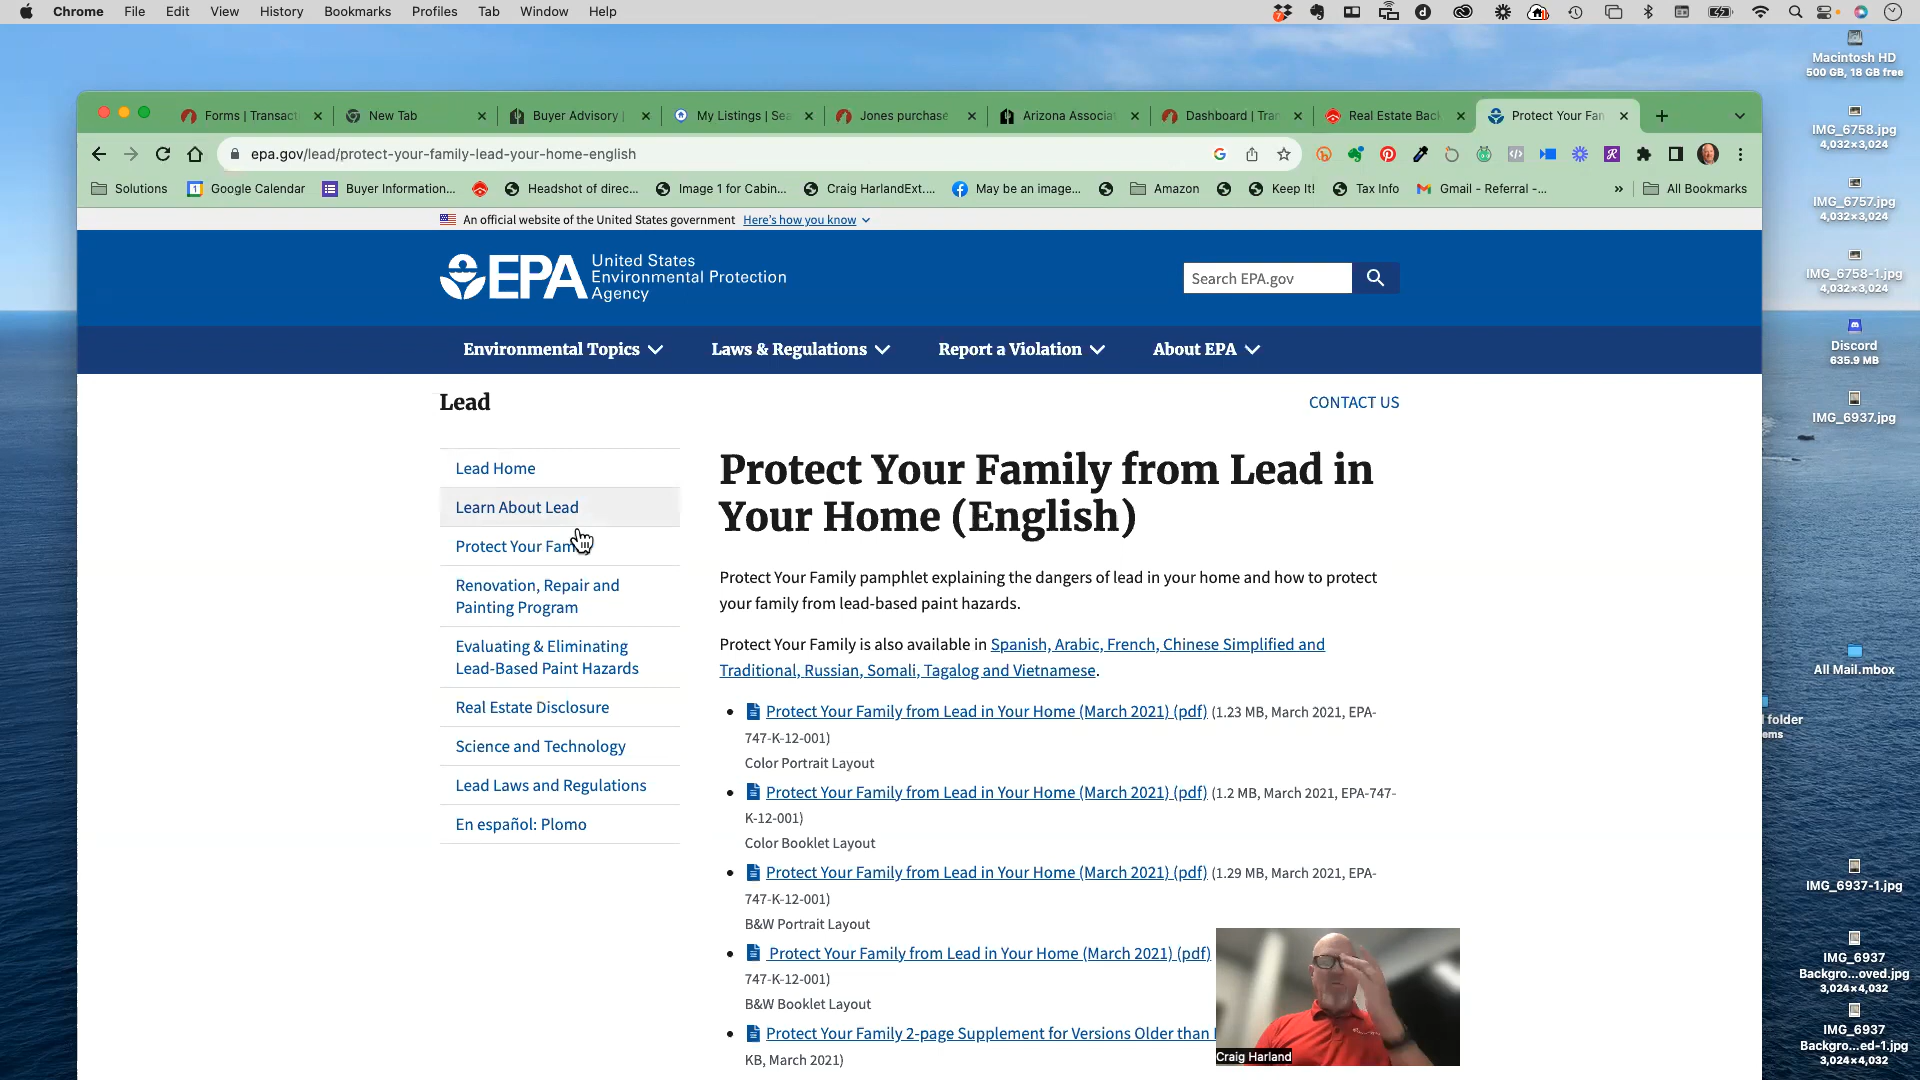 Chrome File Edit View History Bookmarks Profiles Tab Window Help
Macintosh HD
500 GB, 18 GB free
IMG_6758.jpg
4,032×3,024
IMG_6757.jpg
4,032×3,024
IMG_6758-1.jpg
4,032×3,024
Discord
635.9 MB
IMG_6937.jpg
All Mail.mbox
folder
IMG_6937-1.jpg
IMG_6937
Backgro...oved.jpg
3,024×4,032
IMG_6937
Backgro...ed-1.jpg
3,024×4,032
Forms | Transact New Tab Buyer Advisory | My Listings | Sea Jones purchase Arizona Associat Dashboard | Tran Real Estate Back Protect Your Fam
epa.gov/lead/protect-your-family-lead-your-home-english
Solutions Google Calendar Buyer Information... Headshot of direc... Image 1 for Cabin... Craig HarlandExt.... May be an image... Amazon Keep It! Tax Info Gmail - Referral -... » All Bookmarks
An official website of the United States government Here's how you know
EPA United States
Environmental Protection
Agency
Search EPA.gov
Environmental Topics Laws & Regulations Report a Violation About EPA
Lead
CONTACT US
Lead Home
Learn About Lead
Protect Your Fam
Renovation, Repair and
Painting Program
Evaluating & Eliminating
Lead-Based Paint Hazards
Real Estate Disclosure
Science and Technology
Lead Laws and Regulations
En español: Plomo
Protect Your Family from Lead in
Your Home (English)
Protect Your Family pamphlet explaining the dangers of lead in your home and how to protect
your family from lead-based paint hazards.
Protect Your Family is also available in Spanish, Arabic, French, Chinese Simplified and
Traditional, Russian, Somali, Tagalog and Vietnamese.
Protect Your Family from Lead in Your Home (March 2021) (pdf) (1.23 MB, March 2021, EPA-
747-K-12-001)
Color Portrait Layout
Protect Your Family from Lead in Your Home (March 2021) (pdf) (1.2 MB, March 2021, EPA-747-
K-12-001)
Color Booklet Layout
Protect Your Family from Lead in Your Home (March 2021) (pdf) (1.29 MB, March 2021, EPA-
747-K-12-001)
B&W Portrait Layout
Protect Your Family from Lead in Your Home (March 2021) (pdf)
747-K-12-001)
B&W Booklet Layout
Protect Your Family 2-page Supplement for Versions Older than
KB, March 2021)
Craig Harland